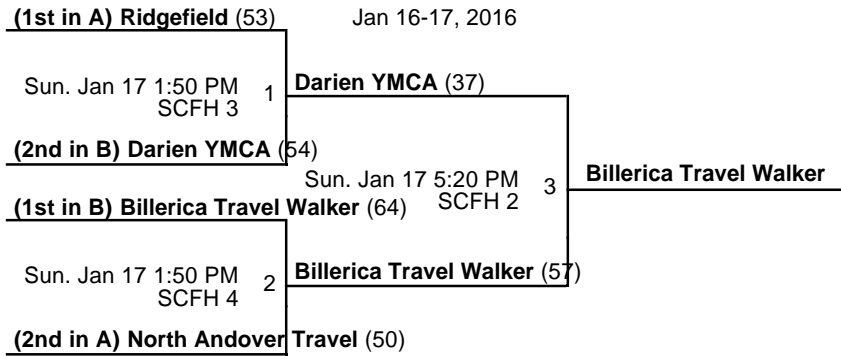 (1st in A) Ridgefield (53)
Jan 16-17, 2016
Sun. Jan 17 1:50 PM
SCFH 3
1
Darien YMCA (37)
(2nd in B) Darien YMCA (54)
Sun. Jan 17 5:20 PM
SCFH 2
3
Billerica Travel Walker
(1st in B) Billerica Travel Walker (64)
Sun. Jan 17 1:50 PM
SCFH 4
2
Billerica Travel Walker (57)
(2nd in A) North Andover Travel (50)